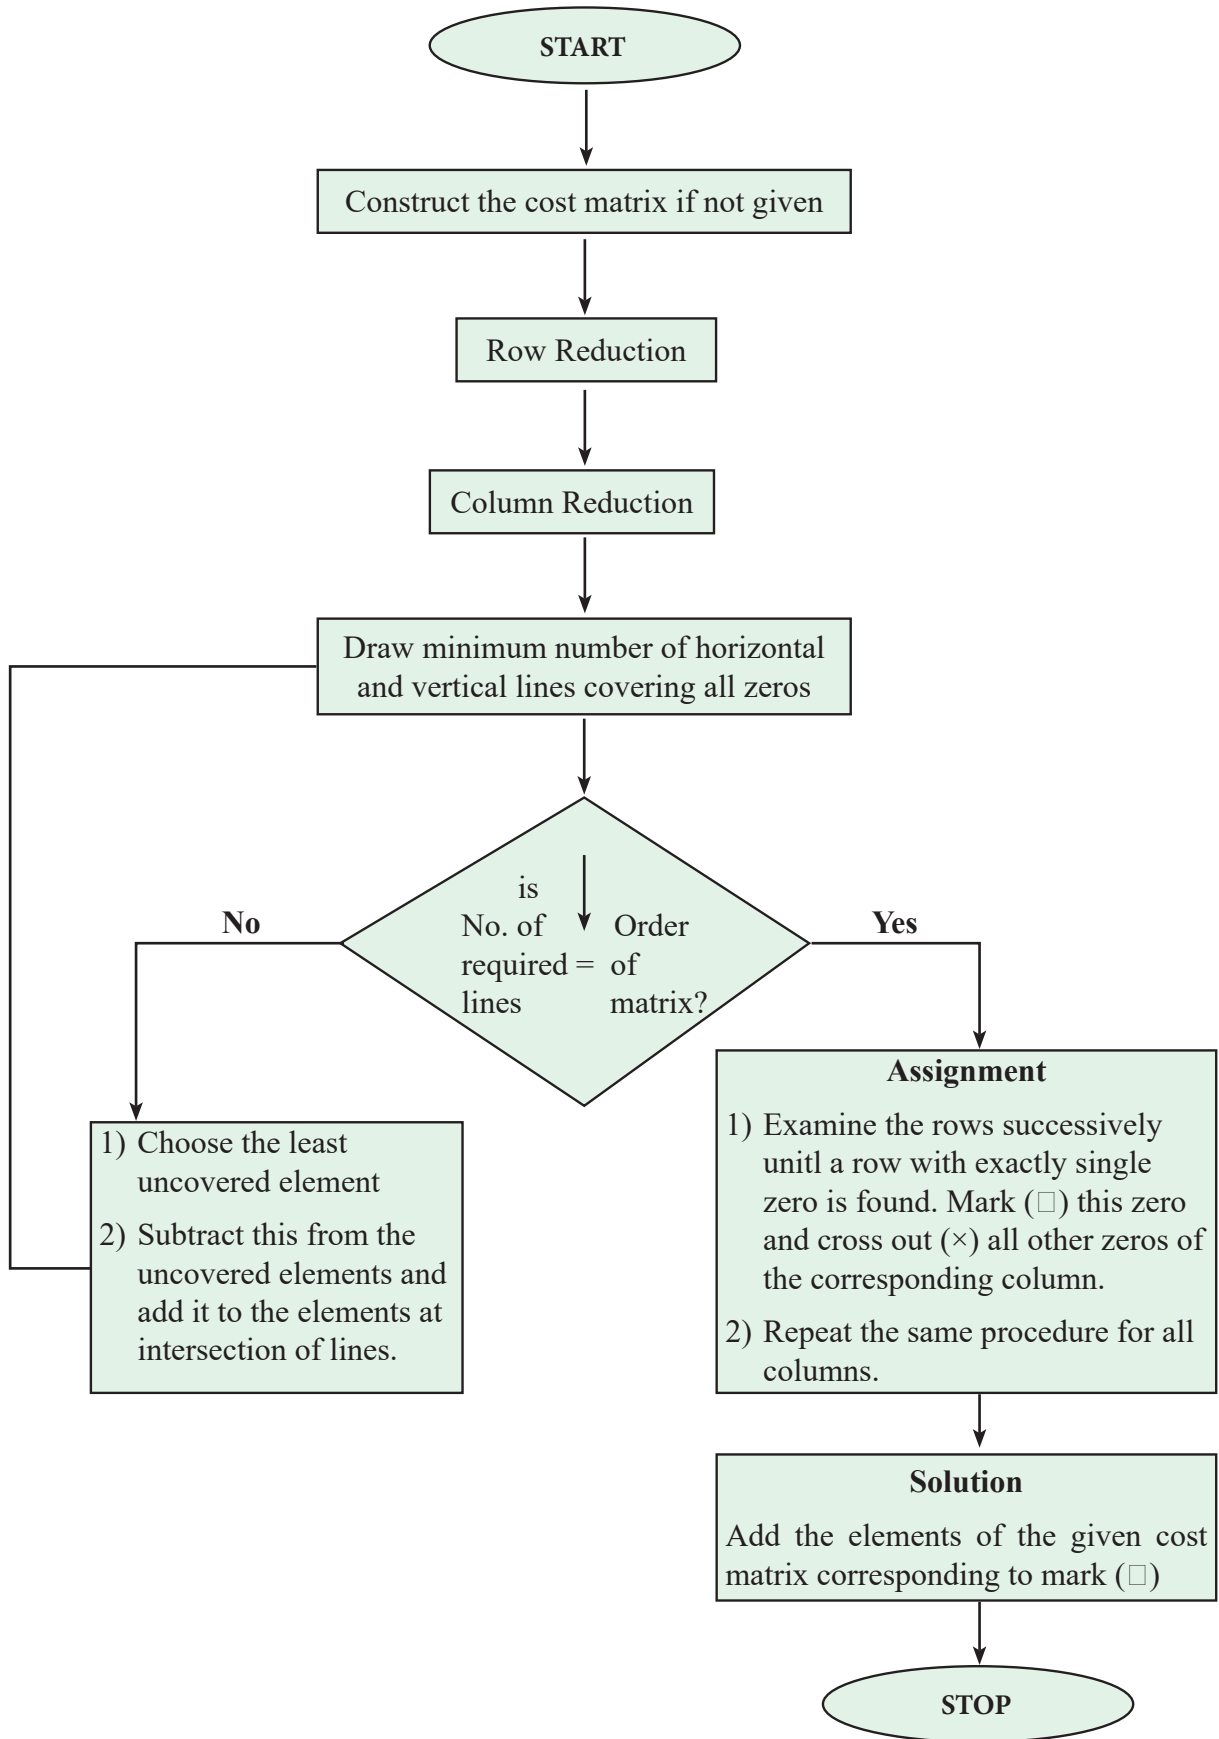 START
Construct the cost matrix if not given
Row Reduction
Column Reduction
Draw minimum number of horizontal
and vertical lines covering all zeros
is
No. of Order
required = of
lines matrix?
No
Yes
1) Choose the least
uncovered element
2) Subtract this from the
uncovered elements and
add it to the elements at
intersection of lines.
Assignment
1) Examine the rows successively
unitl a row with exactly single
zero is found. Mark (□) this zero
and cross out (×) all other zeros of
the corresponding column.
2) Repeat the same procedure for all
columns.
Solution
Add the elements of the given cost
matrix corresponding to mark (□)
STOP